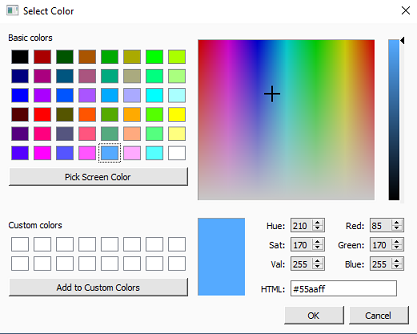 Select Color
Basic colors
Pick Screen Color
Custom colors
Add to Custom Colors
Hue: 210 Red: 85
Sat: 170 Green: 170
Val: 255 Blue: 255
HTML: #55aaff
OK Cancel